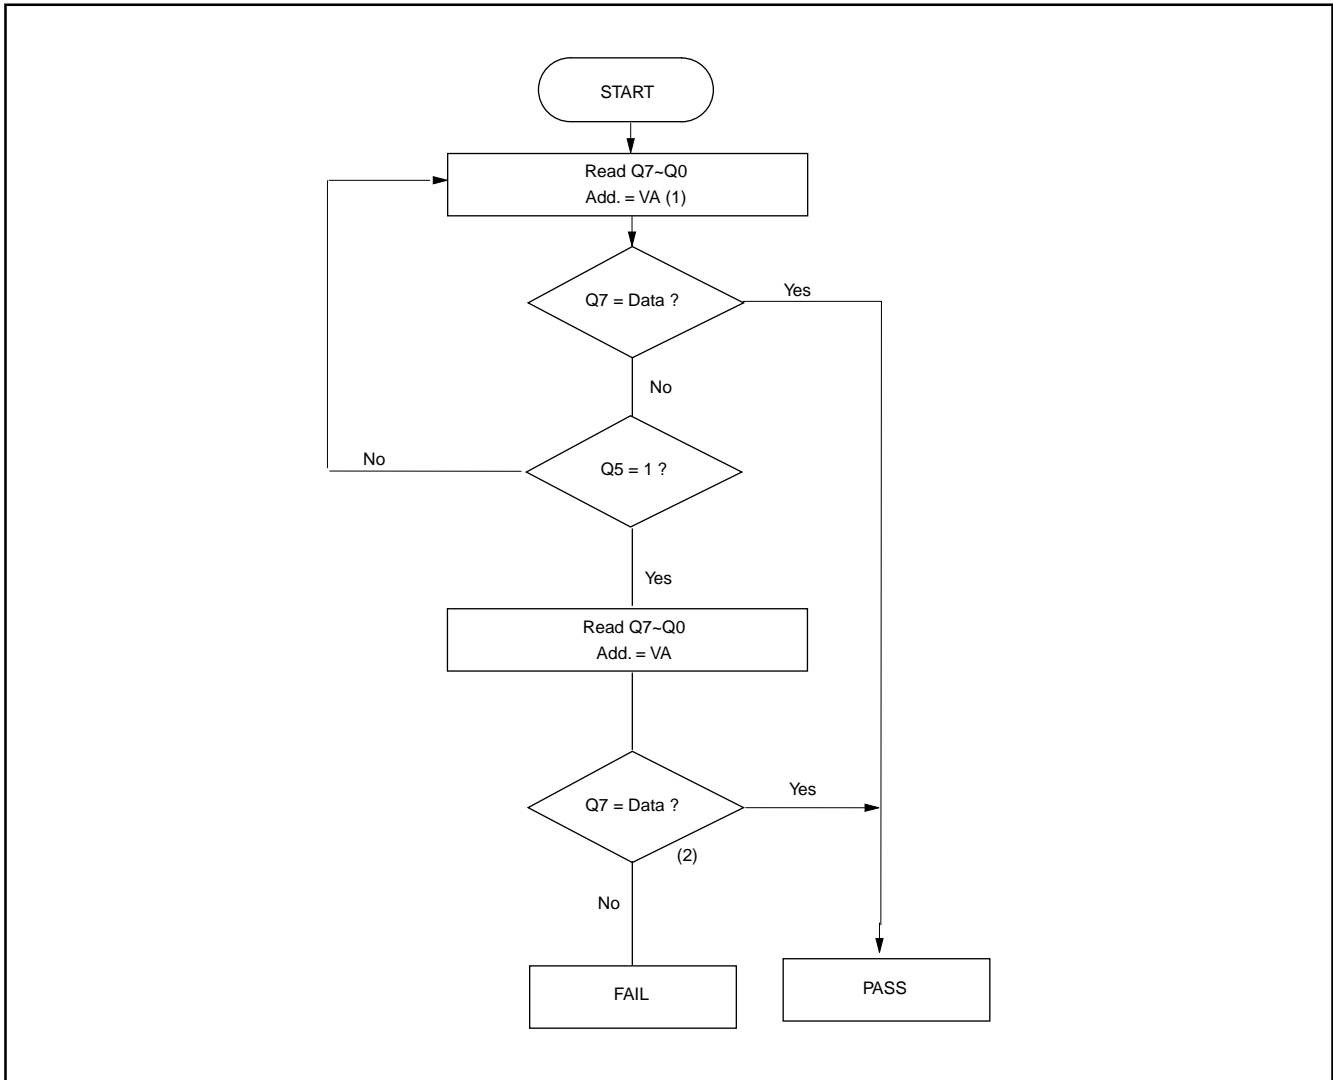 START
Read Q7~Q0
Add. = VA (1)
Q7 = Data ?
Yes
No
Q5 = 1 ?
No
Yes
Read Q7~Q0
Add. = VA
Q7 = Data ?
Yes
(2)
No
FAIL
PASS